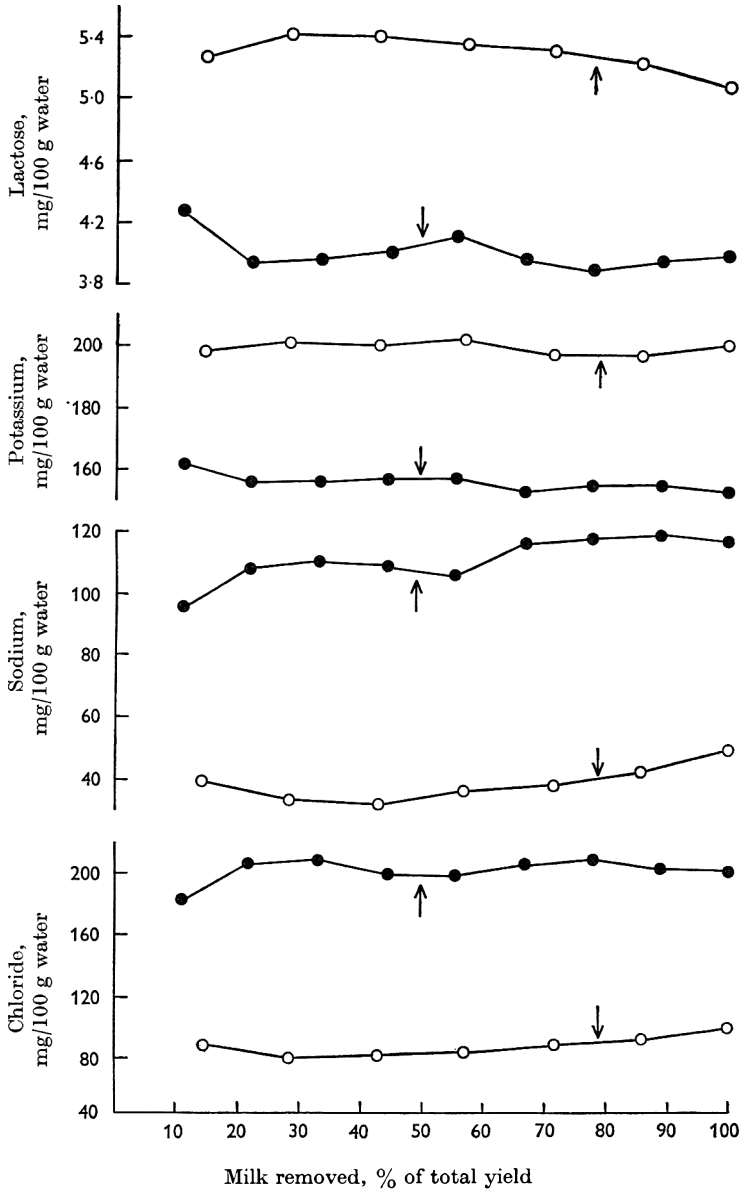 Lactose,
mg/100 g water
5·4
5·0
4·6
4·2
3·8
Potassium,
mg/100 g water
200
180
160
Sodium,
mg/100 g water
120
100
80
60
40
Chloride,
mg/100 g water
200
160
120
80
40
10 20 30 40 50 60 70 80 90 100
Milk removed, % of total yield